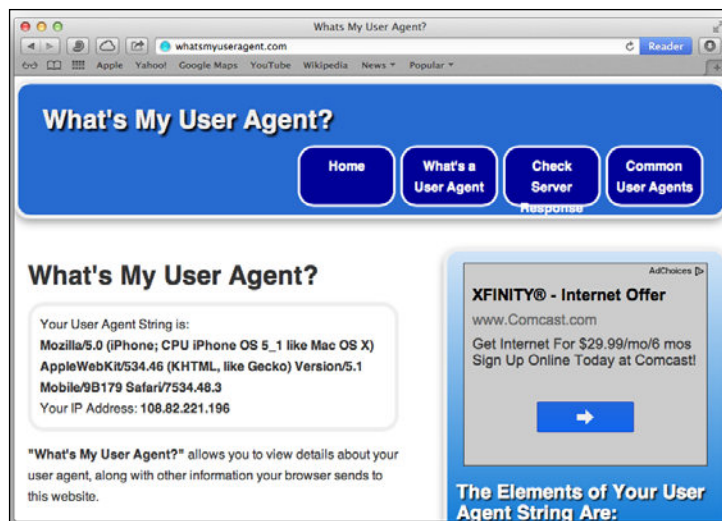 Whats My User Agent?
whatsmyuseragent.com
Reader
Apple Yahoo! Google Maps YouTube Wikipedia News Popular
What's My User Agent?
Home
What's a
User Agent
Check
Server
Response
Common
User Agents
What's My User Agent?
Your User Agent String is:
Mozilla/5.0 (iPhone; CPU iPhone OS 5_1 like Mac OS X)
AppleWebKit/534.46 (KHTML, like Gecko) Version/5.1
Mobile/9B179 Safari/7534.48.3
Your IP Address: 108.82.221.196
"What's My User Agent?" allows you to view details about your
user agent, along with other information your browser sends to
this website.
AdChoices
XFINITY® - Internet Offer
www.Comcast.com
Get Internet For $29.99/mo/6 mos
Sign Up Online Today at Comcast!
The Elements of Your User
Agent String Are: